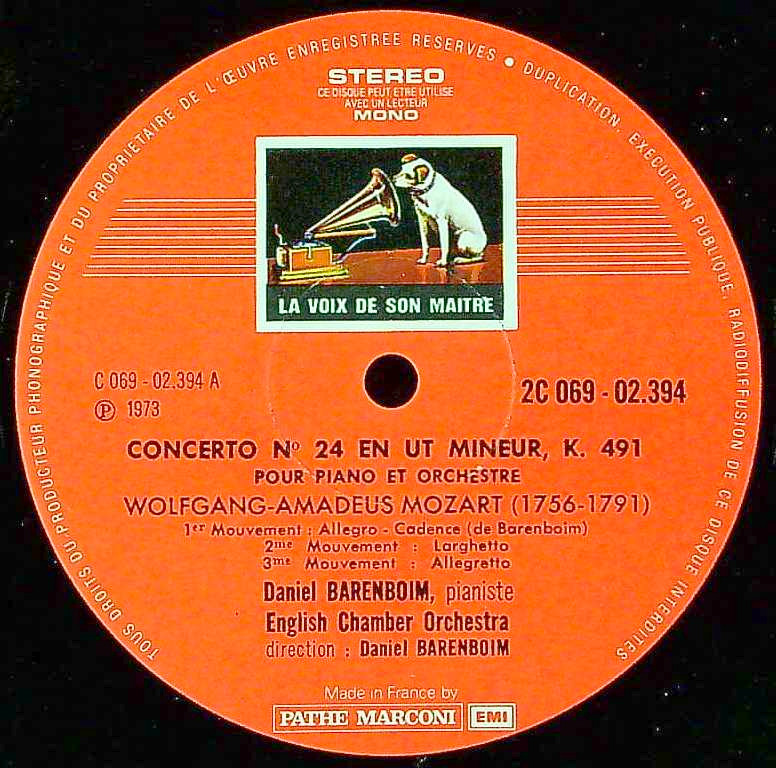 TOUS DROITS DU PRODUCTEUR PHONOGRAPHIQUE ET DU PROPRIETAIRE DE L'ŒUVRE ENREGISTREE RESERVES • DUPLICATION, EXECUTION PUBLIQUE, RADIODIFFUSION DE CE DISQUE INTERDITES
STEREO
CE DISQUE PEUT ETRE UTILISE
AVEC UN LECTEUR
MONO
LA VOIX DE SON MAITRE
C 069 - 02.394 A
Ⓟ 1973
2C 069 - 02.394
CONCERTO Nº 24 EN UT MINEUR, K. 491
POUR PIANO ET ORCHESTRE
WOLFGANG-AMADEUS MOZART (1756-1791)
1er Mouvement : Allegro - Cadence (de Barenboim)
2me Mouvement : Larghetto
3me Mouvement : Allegretto
Daniel BARENBOIM, pianiste
English Chamber Orchestra
direction : Daniel BARENBOIM
Made in France by
PATHE MARCONI EMI